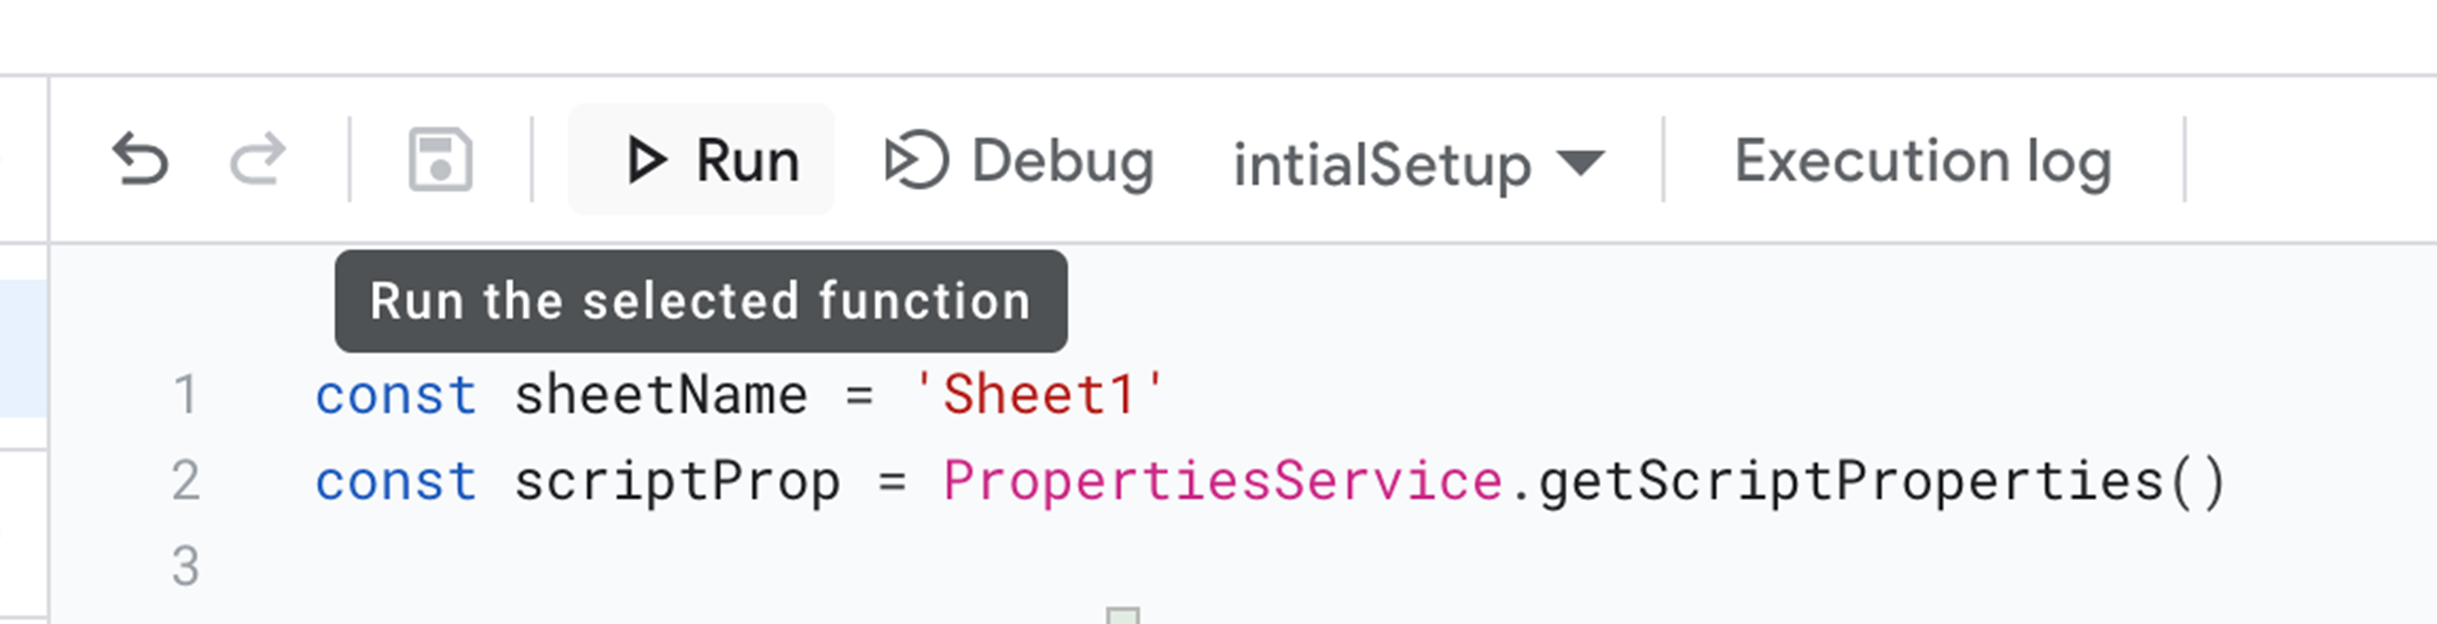 Run Debug intialSetup Execution log
Run the selected function
1 const sheetName = 'Sheet1'
2 const scriptProp = PropertiesService.getScriptProperties()
3